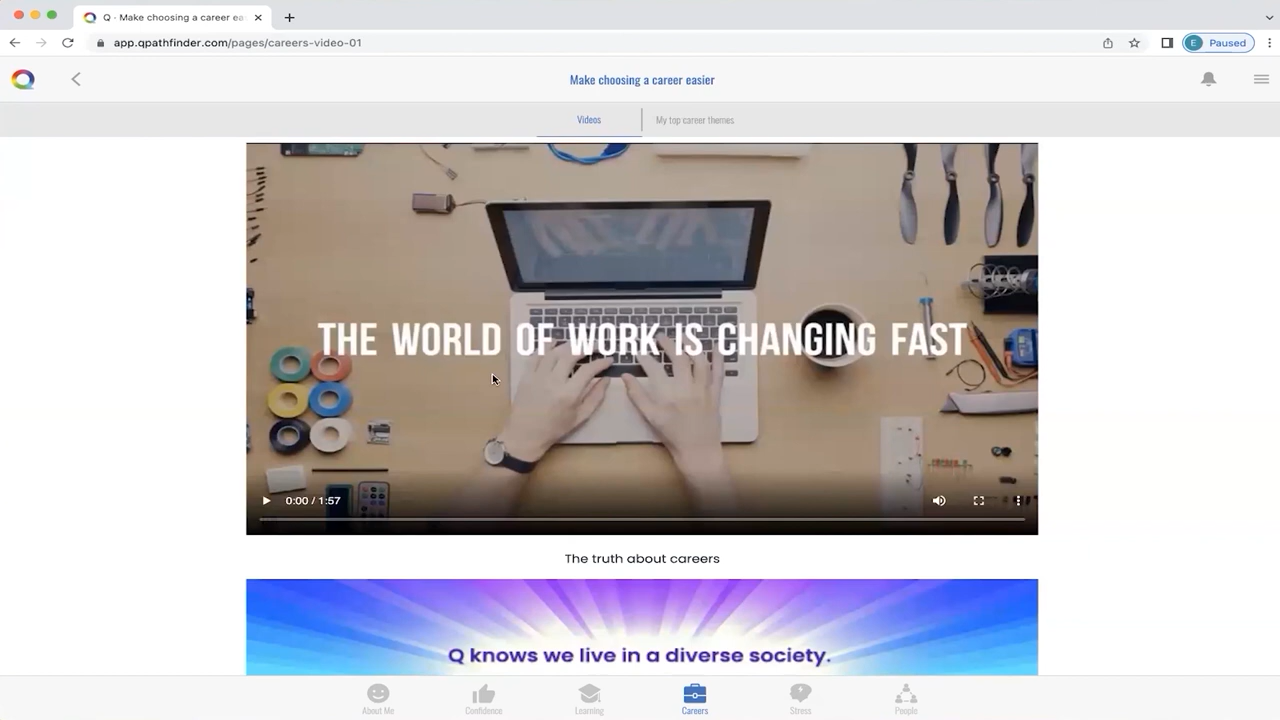 Q - Make choosing a career ea
app.qpathfinder.com/pages/careers-video-01
E Paused
Make choosing a career easier
Videos
My top career themes
THE WORLD OF WORK IS CHANGING FAST
0:00 / 1:57
The truth about careers
Q knows we live in a diverse society.
About Me
Confidence
Learning
Careers
Stress
People